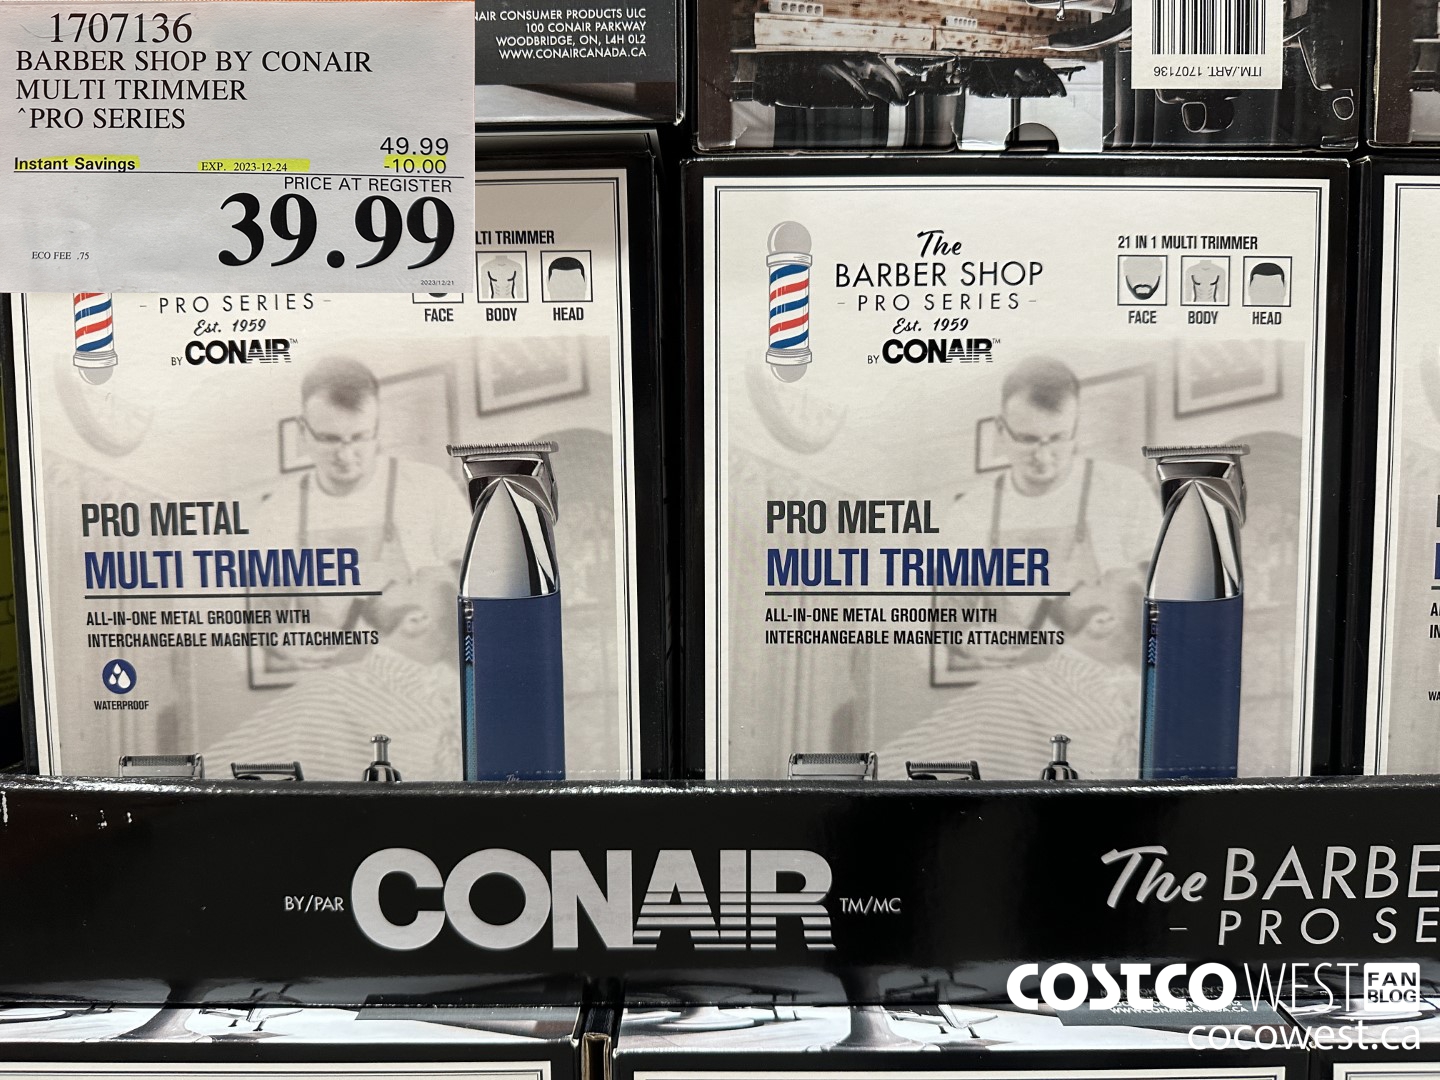 1707136
BARBER SHOP BY CONAIR
MULTI TRIMMER
^PRO SERIES
49.99
Instant Savings EXP. 2023-12-24 -10.00
PRICE AT REGISTER
39.99
ECO FEE .75
2023/12/21
NAIR CONSUMER PRODUCTS ULC
100 CONAIR PARKWAY
WOODBRIDGE, ON, L4H 0L2
WWW.CONAIRCANADA.CA
ITM./ART. 1707136
LTI TRIMMER
FACE BODY HEAD
- PRO SERIES -
Est. 1959
BY CONAIR™
PRO METAL
MULTI TRIMMER
ALL-IN-ONE METAL GROOMER WITH
INTERCHANGEABLE MAGNETIC ATTACHMENTS
WATERPROOF
The
BARBER SHOP
- PRO SERIES -
Est. 1959
BY CONAIR™
21 IN 1 MULTI TRIMMER
FACE BODY HEAD
PRO METAL
MULTI TRIMMER
ALL-IN-ONE METAL GROOMER WITH
INTERCHANGEABLE MAGNETIC ATTACHMENTS
BY/PAR CONAIR TM/MC
The BARBE
- PRO SE
COSTCO WEST FAN BLOG
WWW.CONAIRCANADA.CA
cocowest.ca